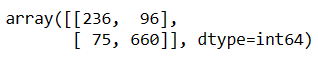 array([[236,  96],
       [ 75, 660]], dtype=int64)